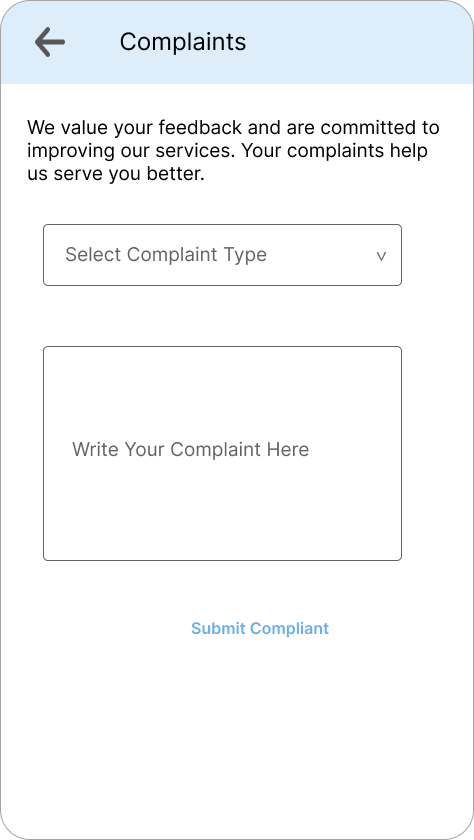 Complaints
We value your feedback and are committed to
improving our services. Your complaints help
us serve you better.
Select Complaint Type v
Write Your Complaint Here
Submit Compliant